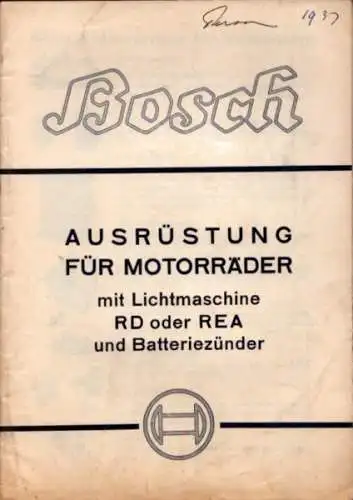 1937
Bosch
AUSRÜSTUNG
FÜR MOTORRÄDER
mit Lichtmaschine
RD oder REA
und Batteriezünder